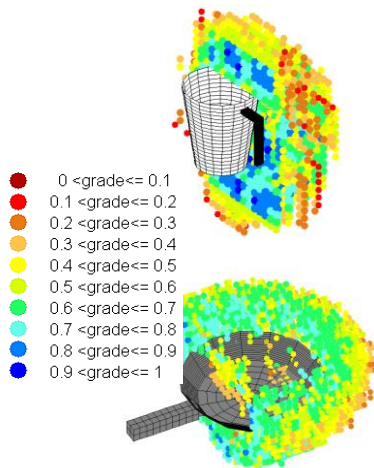 0 <grade<= 0.1
0.1 <grade<= 0.2
0.2 <grade<= 0.3
0.3 <grade<= 0.4
0.4 <grade<= 0.5
0.5 <grade<= 0.6
0.6 <grade<= 0.7
0.7 <grade<= 0.8
0.8 <grade<= 0.9
0.9 <grade<= 1